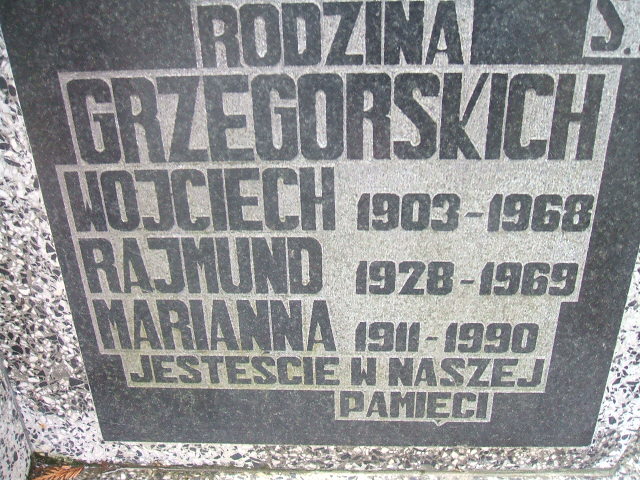 RODZINA
Ś.
GRZEGORSKICH
WOJCIECH 1903-1968
RAJMUND 1928-1969
MARIANNA 1911-1990
JESTEŚCIE W NASZEJ
PAMIĘCI